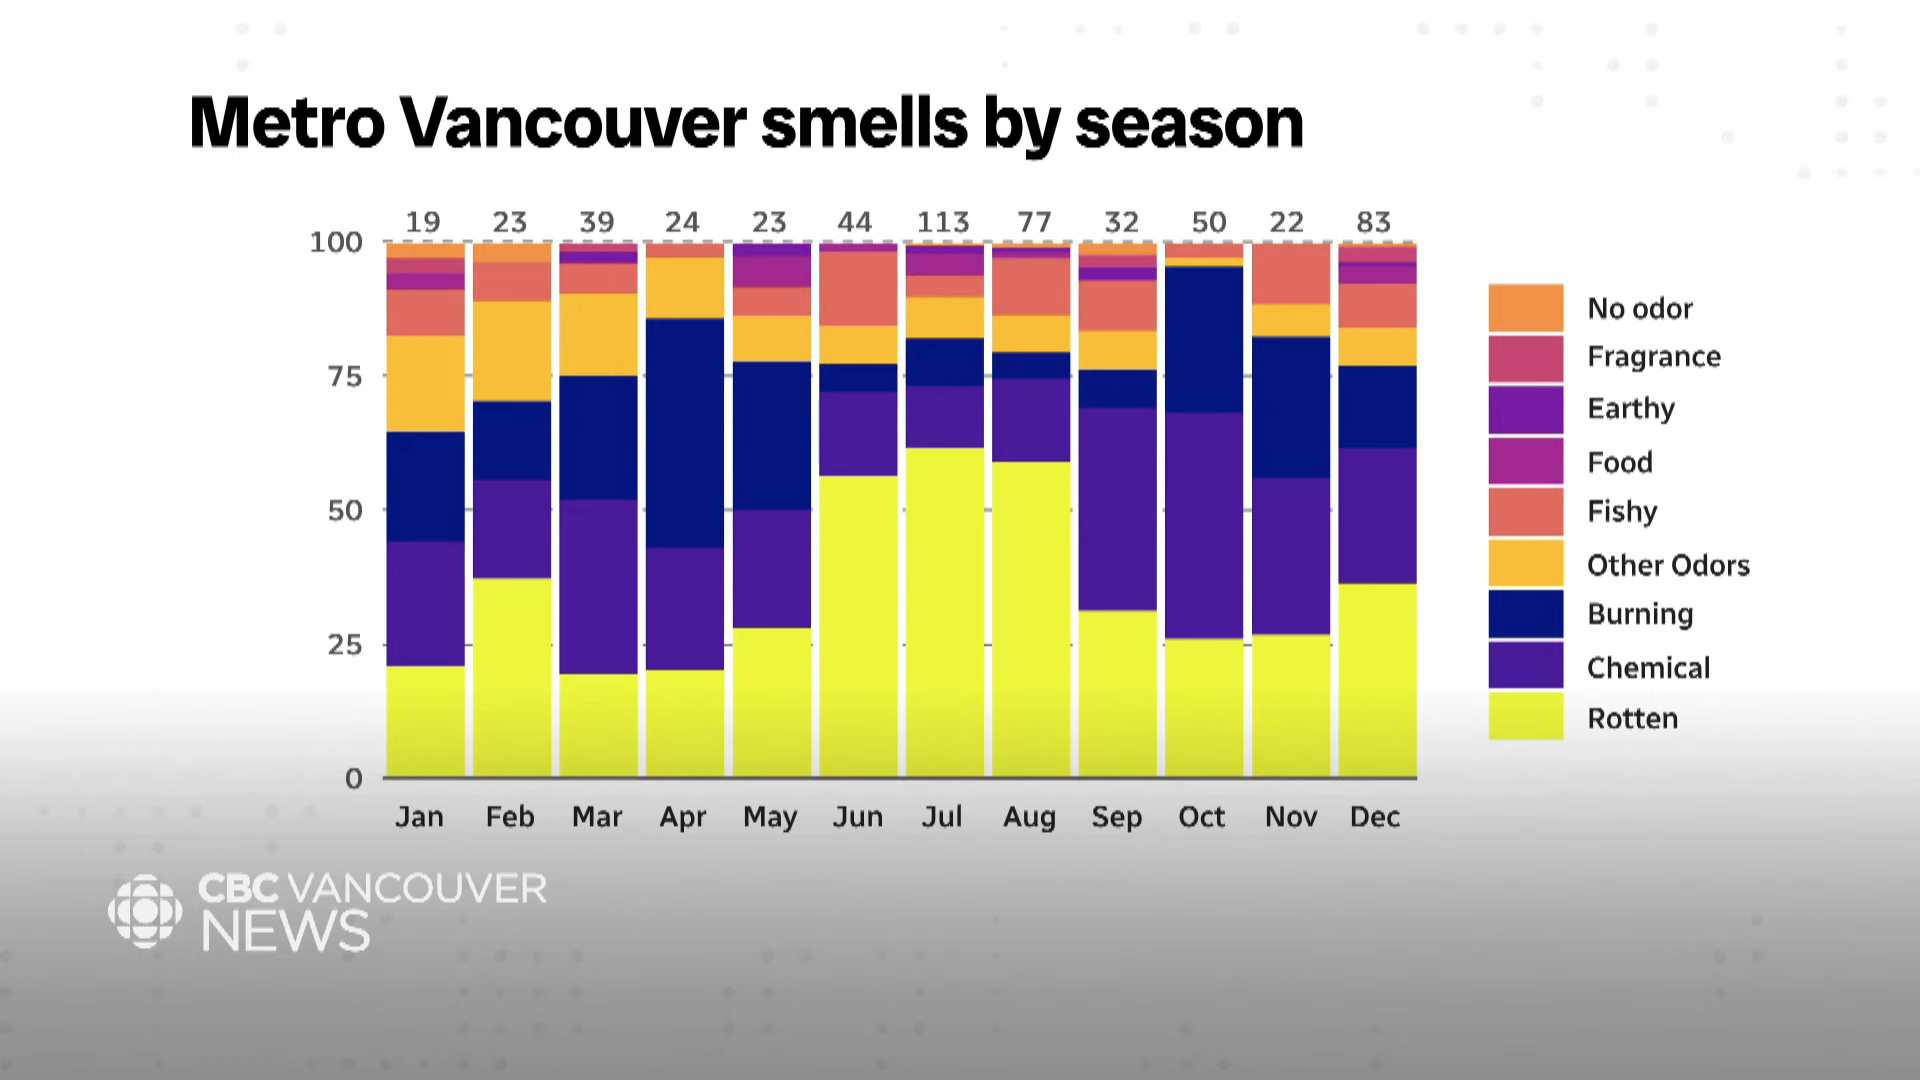 Metro Vancouver smells by season
19 23 39 24 23 44 113 77 32 50 22 83
100
75
50
25
0
Jan Feb Mar Apr May Jun Jul Aug Sep Oct Nov Dec
No odor
Fragrance
Earthy
Food
Fishy
Other Odors
Burning
Chemical
Rotten
CBC VANCOUVER
NEWS